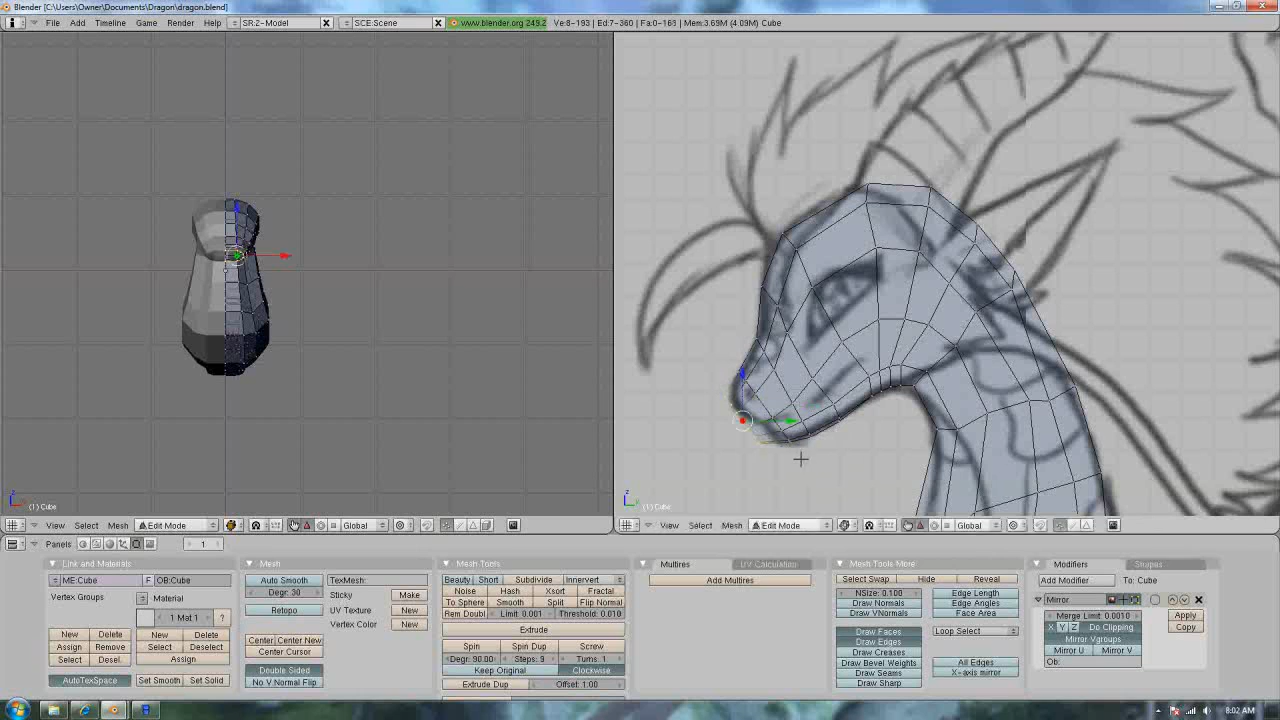 Blender [C:\Users\Owner\Documents\Dragon\dragon.blend]
File Add Timeline Game Render Help SR:2-Model SCE:Scene www.blender.org 249.2 Ve:8-193 | Ed:7-360 | Fa:0-168 | Mem:3.69M (4.09M) Cube
z
(1) Cube
z y
(1) Cube
View Select Mesh Edit Mode Global
View Select Mesh Edit Mode Global
Panels 1
Link and Materials Mesh Mesh Tools Multires UV Calculation Mesh Tools More Modifiers Shapes
ME:Cube F OB:Cube
Vertex Groups
Material
1 Mat 1 ?
New Delete
Assign Remove
Select Desel.
New Delete
Select Deselect
Assign
AutoTexSpace Set Smooth Set Solid
Auto Smooth
Degr: 30
Retopo
Center Center New
Center Cursor
Double Sided
No V.Normal Flip
TexMesh:
Sticky Make
UV Texture New
Vertex Color New
Beauty Short Subdivide Innervert
Noise Hash Xsort Fractal
To Sphere Smooth Split Flip Normal
Rem Doubl Limit: 0.001 Threshold: 0.010
Extrude
Spin Spin Dup Screw
Degr: 90.00 Steps: 9 Turns: 1
Keep Original Clockwise
Extrude Dup Offset: 1.00
Add Multires
Select Swap Hide Reveal
NSize: 0.100
Draw Normals
Draw VNormals
Edge Length
Edge Angles
Face Area
Draw Faces
Draw Edges
Draw Creases
Draw Bevel Weights
Draw Seams
Draw Sharp
Loop Select
All Edges
X-axis mirror
Add Modifier To: Cube
Mirror
Merge Limit: 0.0010
X Y Z Do Clipping
Mirror Vgroups
Mirror U Mirror V
Ob:
Apply
Copy
8:02 AM